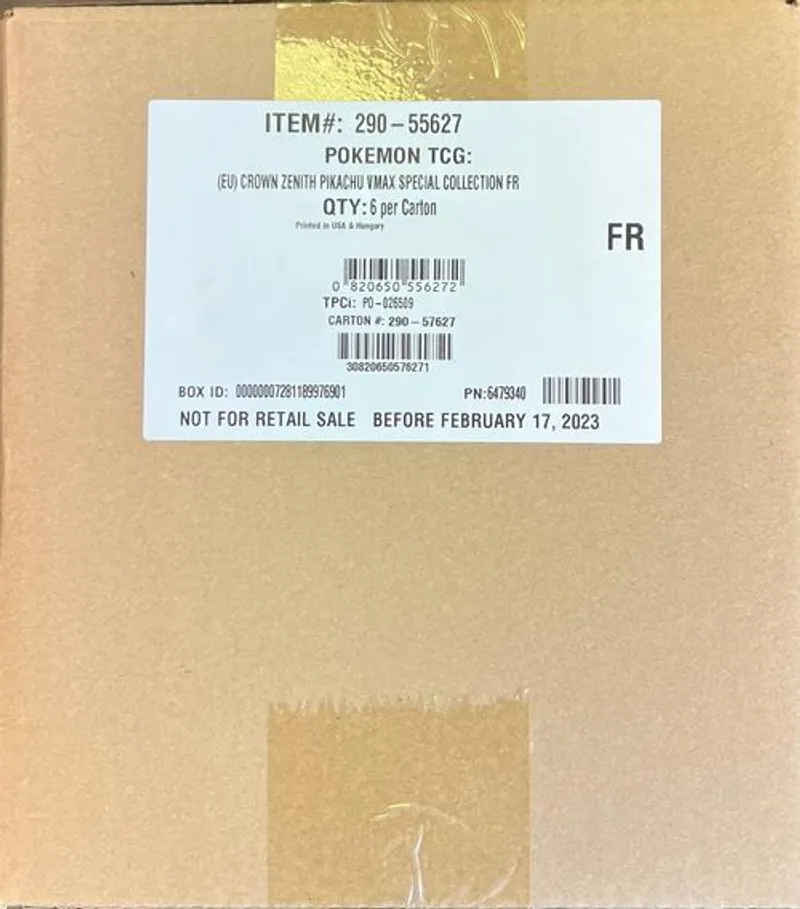 ITEM#: 290-55627
POKEMON TCG:
(EU) CROWN ZENITH PIKACHU VMAX SPECIAL COLLECTION FR
QTY: 6 per Carton
Printed in USA & Hungary
FR
0 820650 556272
TPCi: PO-026509
CARTON #: 290-57627
30820650576271
BOX ID: 00000007281189976901
PN:6479340
NOT FOR RETAIL SALE BEFORE FEBRUARY 17, 2023